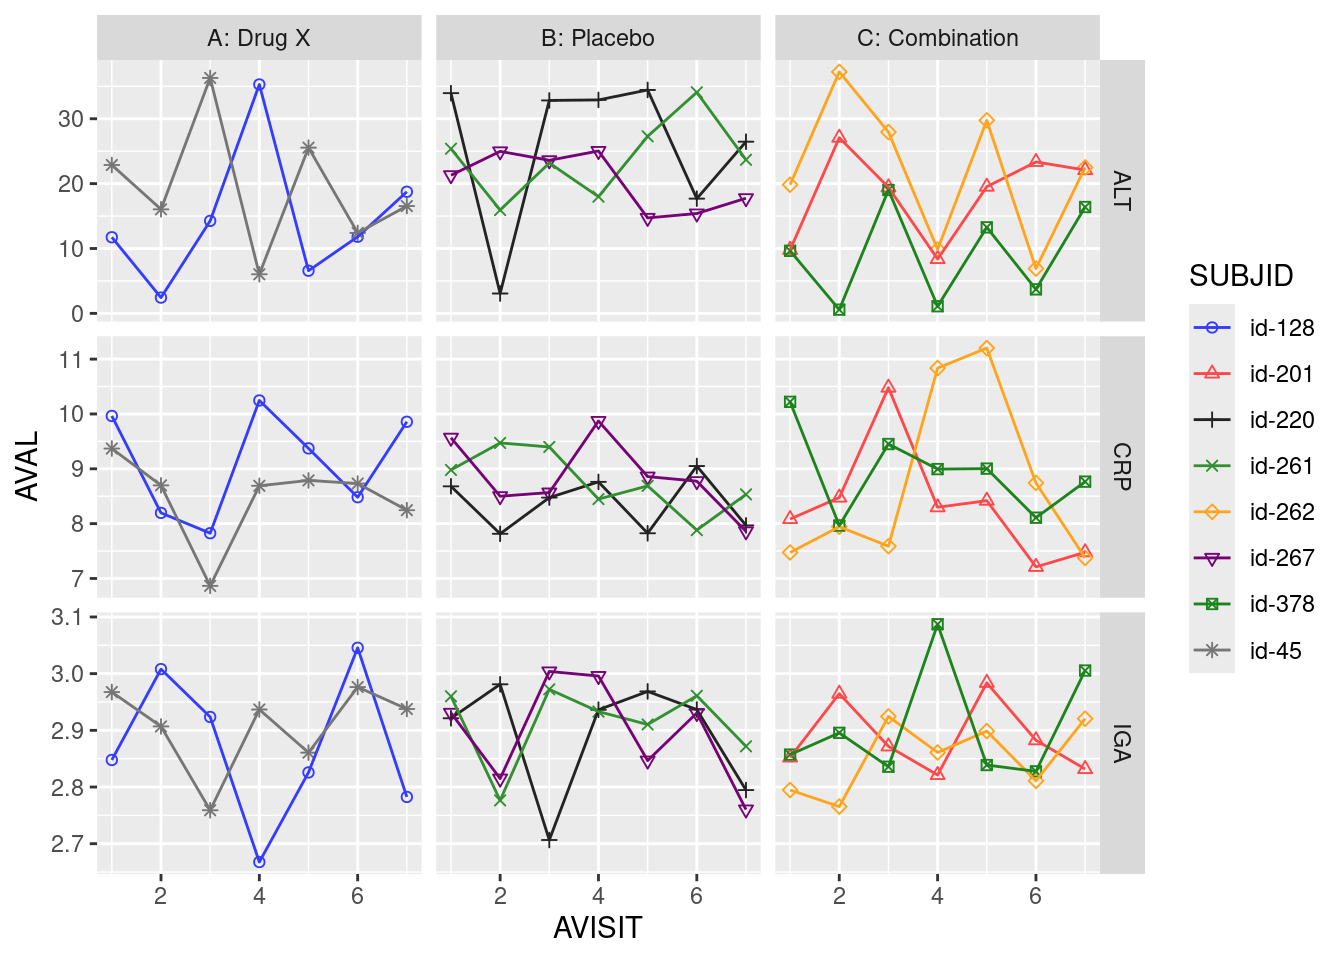 A: Drug X
B: Placebo
C: Combination
30
20
10
0
ALT
11
10
9
8
7
CRP
3.1
3.0
2.9
2.8
2.7
IGA
2
4
6
2
4
6
2
4
6
AVISIT
AVAL
SUBJID
id-128
id-201
id-220
id-261
id-262
id-267
id-378
id-45